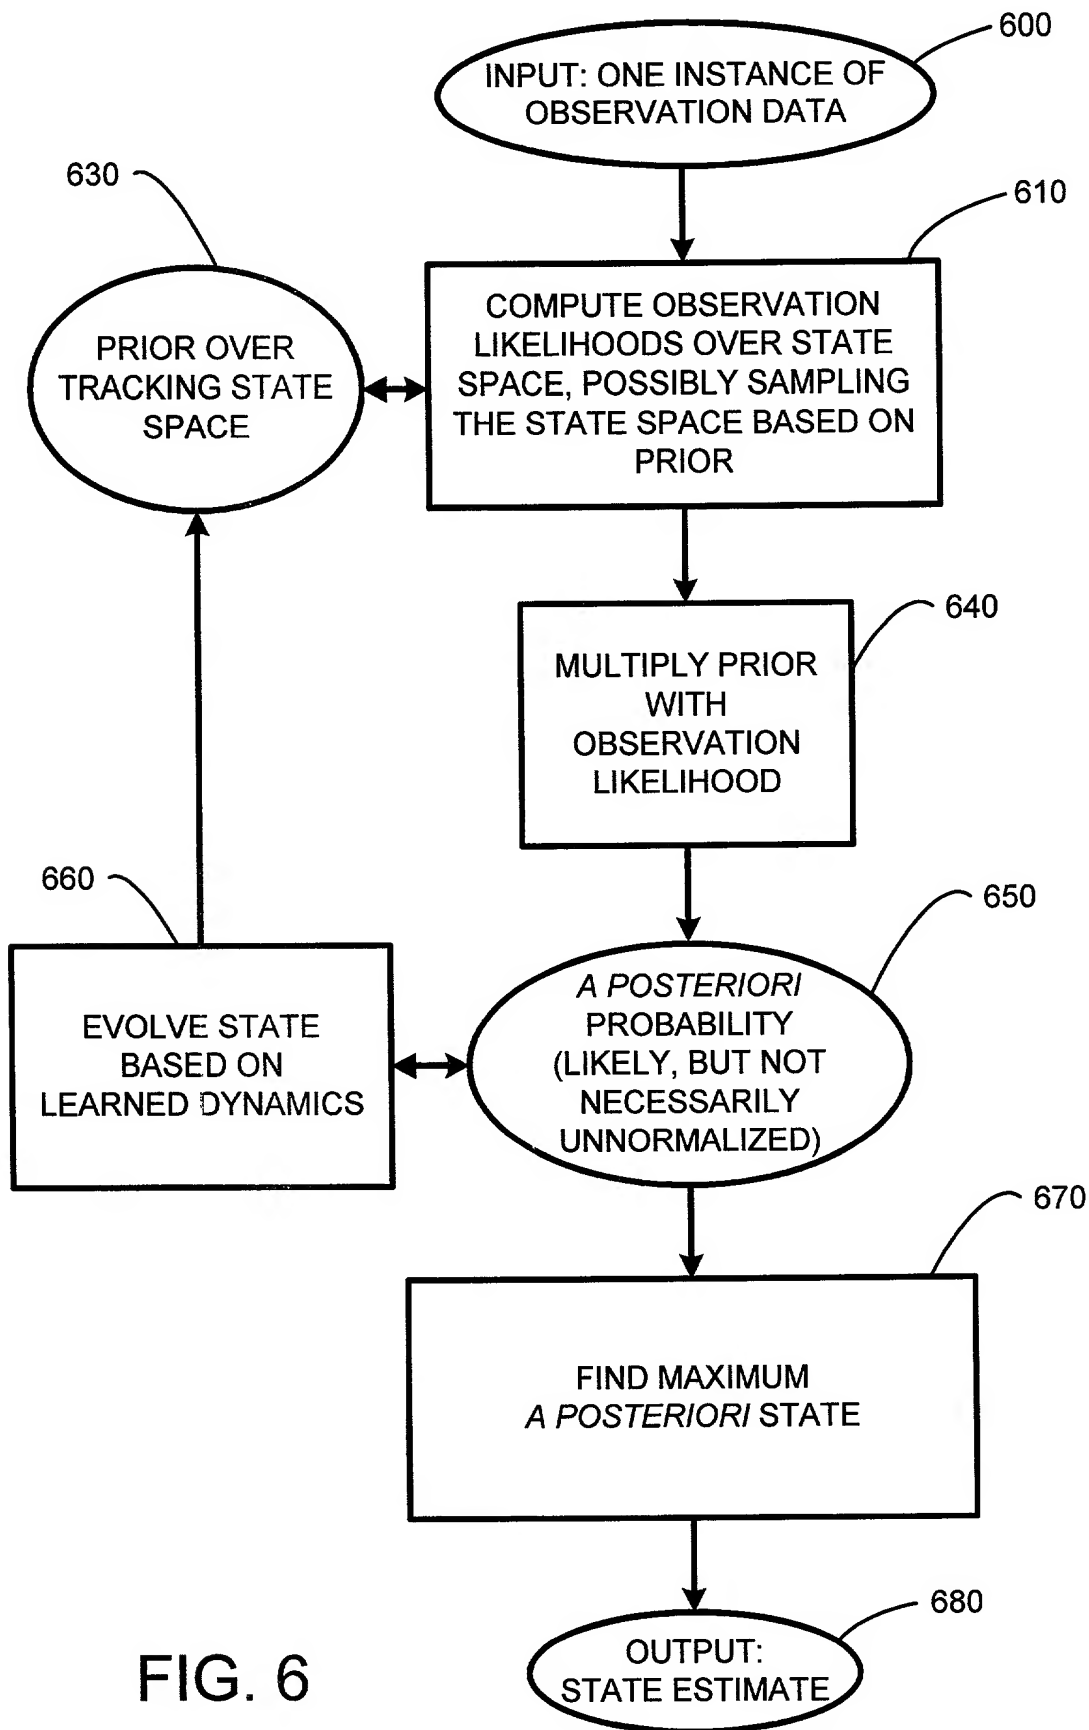 600
INPUT: ONE INSTANCE OF
OBSERVATION DATA
630
610
PRIOR OVER
TRACKING STATE
SPACE
COMPUTE OBSERVATION
LIKELIHOODS OVER STATE
SPACE, POSSIBLY SAMPLING
THE STATE SPACE BASED ON
PRIOR
640
MULTIPLY PRIOR
WITH
OBSERVATION
LIKELIHOOD
660
650
EVOLVE STATE
BASED ON
LEARNED DYNAMICS
A POSTERIORI
PROBABILITY
(LIKELY, BUT NOT
NECESSARILY
UNNORMALIZED)
670
FIND MAXIMUM
A POSTERIORI STATE
680
OUTPUT:
STATE ESTIMATE
FIG. 6